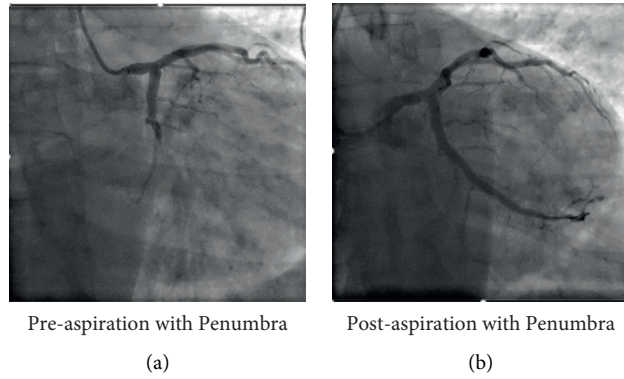 Pre-aspiration with Penumbra
Post-aspiration with Penumbra
(a)
(b)